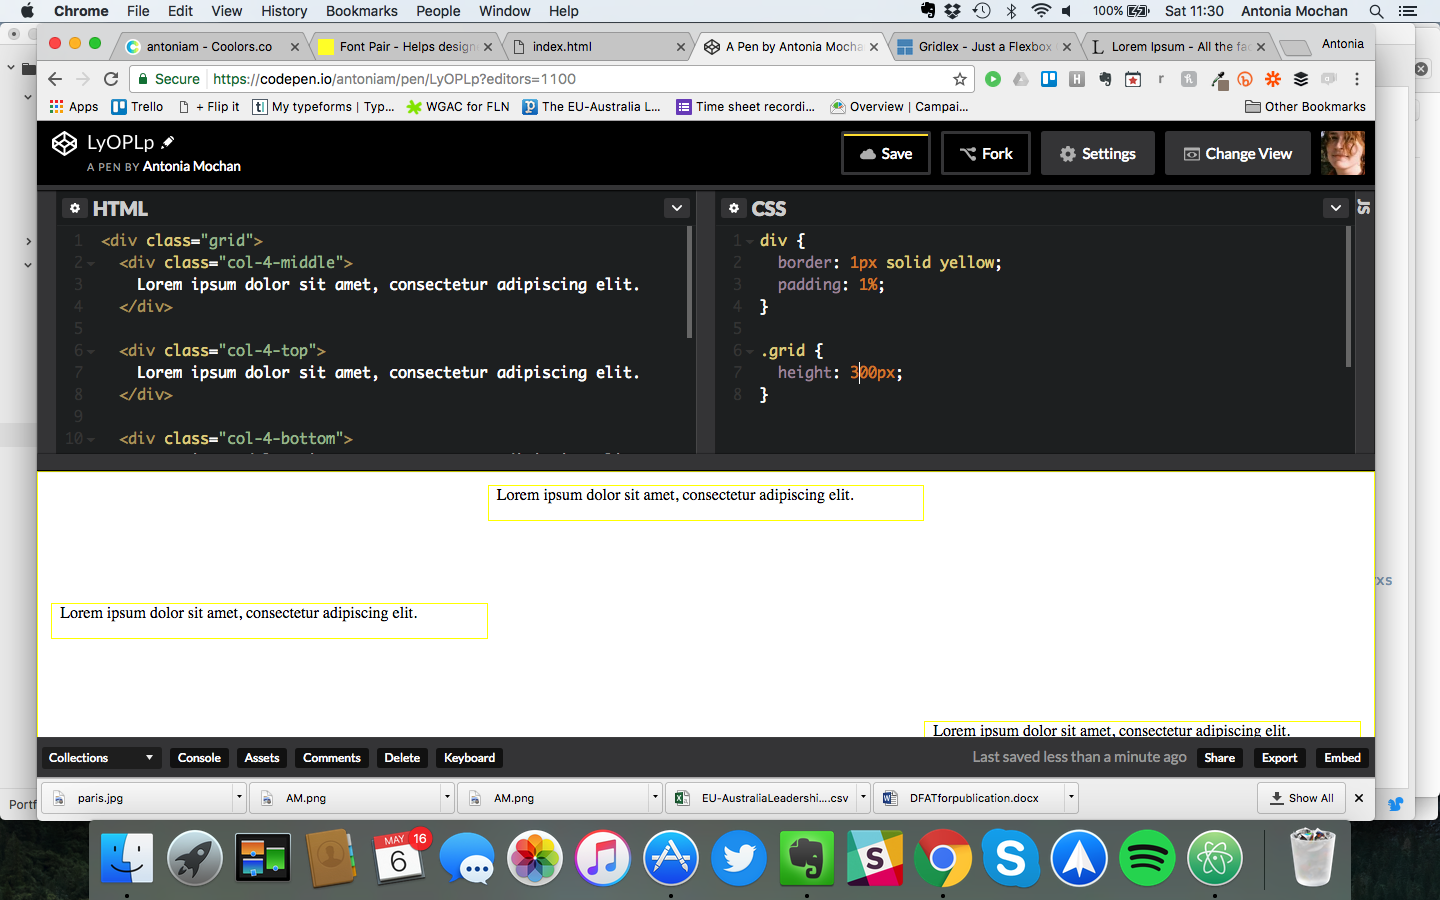 Chrome File Edit View History Bookmarks People Window Help 100% Sat 11:30 Antonia Mochan
antoniam - Coolors.co Font Pair - Helps design index.html A Pen by Antonia Mocha Gridlex - Just a Flexbox Lorem Ipsum - All the fac Antonia
Secure https://codepen.io/antoniam/pen/LyOPLp?editors=1100
Apps Trello + Flip it My typeforms | Typ... WGAC for FLN The EU-Australia L... Time sheet recordi... Overview | Campai... Other Bookmarks
LyOPLp
A PEN BY Antonia Mochan
Save Fork Settings Change View
HTML
1 <div class="grid">
2 <div class="col-4-middle">
3 Lorem ipsum dolor sit amet, consectetur adipiscing elit.
4 </div>
5
6 <div class="col-4-top">
7 Lorem ipsum dolor sit amet, consectetur adipiscing elit.
8 </div>
9
10 <div class="col-4-bottom">
CSS
1 div {
2 border: 1px solid yellow;
3 padding: 1%;
4 }
5
6 .grid {
7 height: 300px;
8 }
JS
Lorem ipsum dolor sit amet, consectetur adipiscing elit.
Lorem ipsum dolor sit amet, consectetur adipiscing elit.
Lorem ipsum dolor sit amet, consectetur adipiscing elit.
xs
Collections Console Assets Comments Delete Keyboard Last saved less than a minute ago Share Export Embed
Portf
paris.jpg AM.png AM.png EU-AustraliaLeadershi....csv DFATforpublication.docx Show All
MAY 16
6